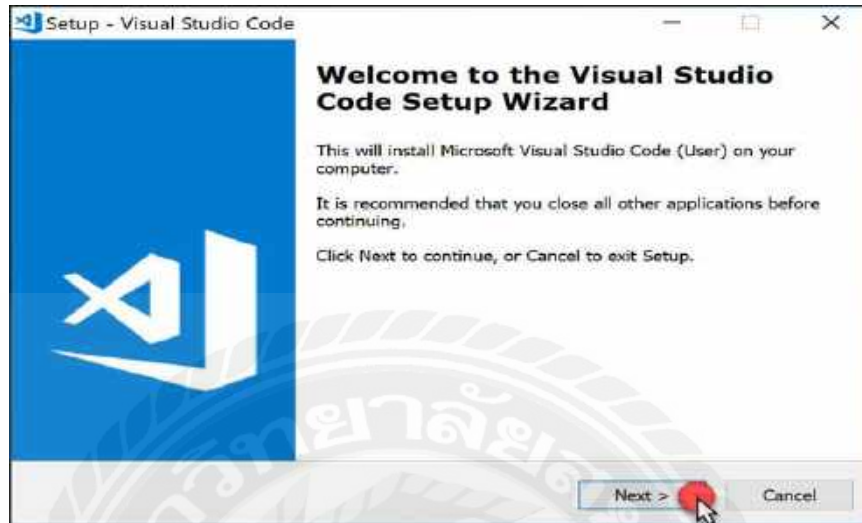 Setup - Visual Studio Code
Welcome to the Visual Studio
Code Setup Wizard
This will install Microsoft Visual Studio Code (User) on your
computer.
It is recommended that you close all other applications before
continuing.
Click Next to continue, or Cancel to exit Setup.
Next >
Cancel